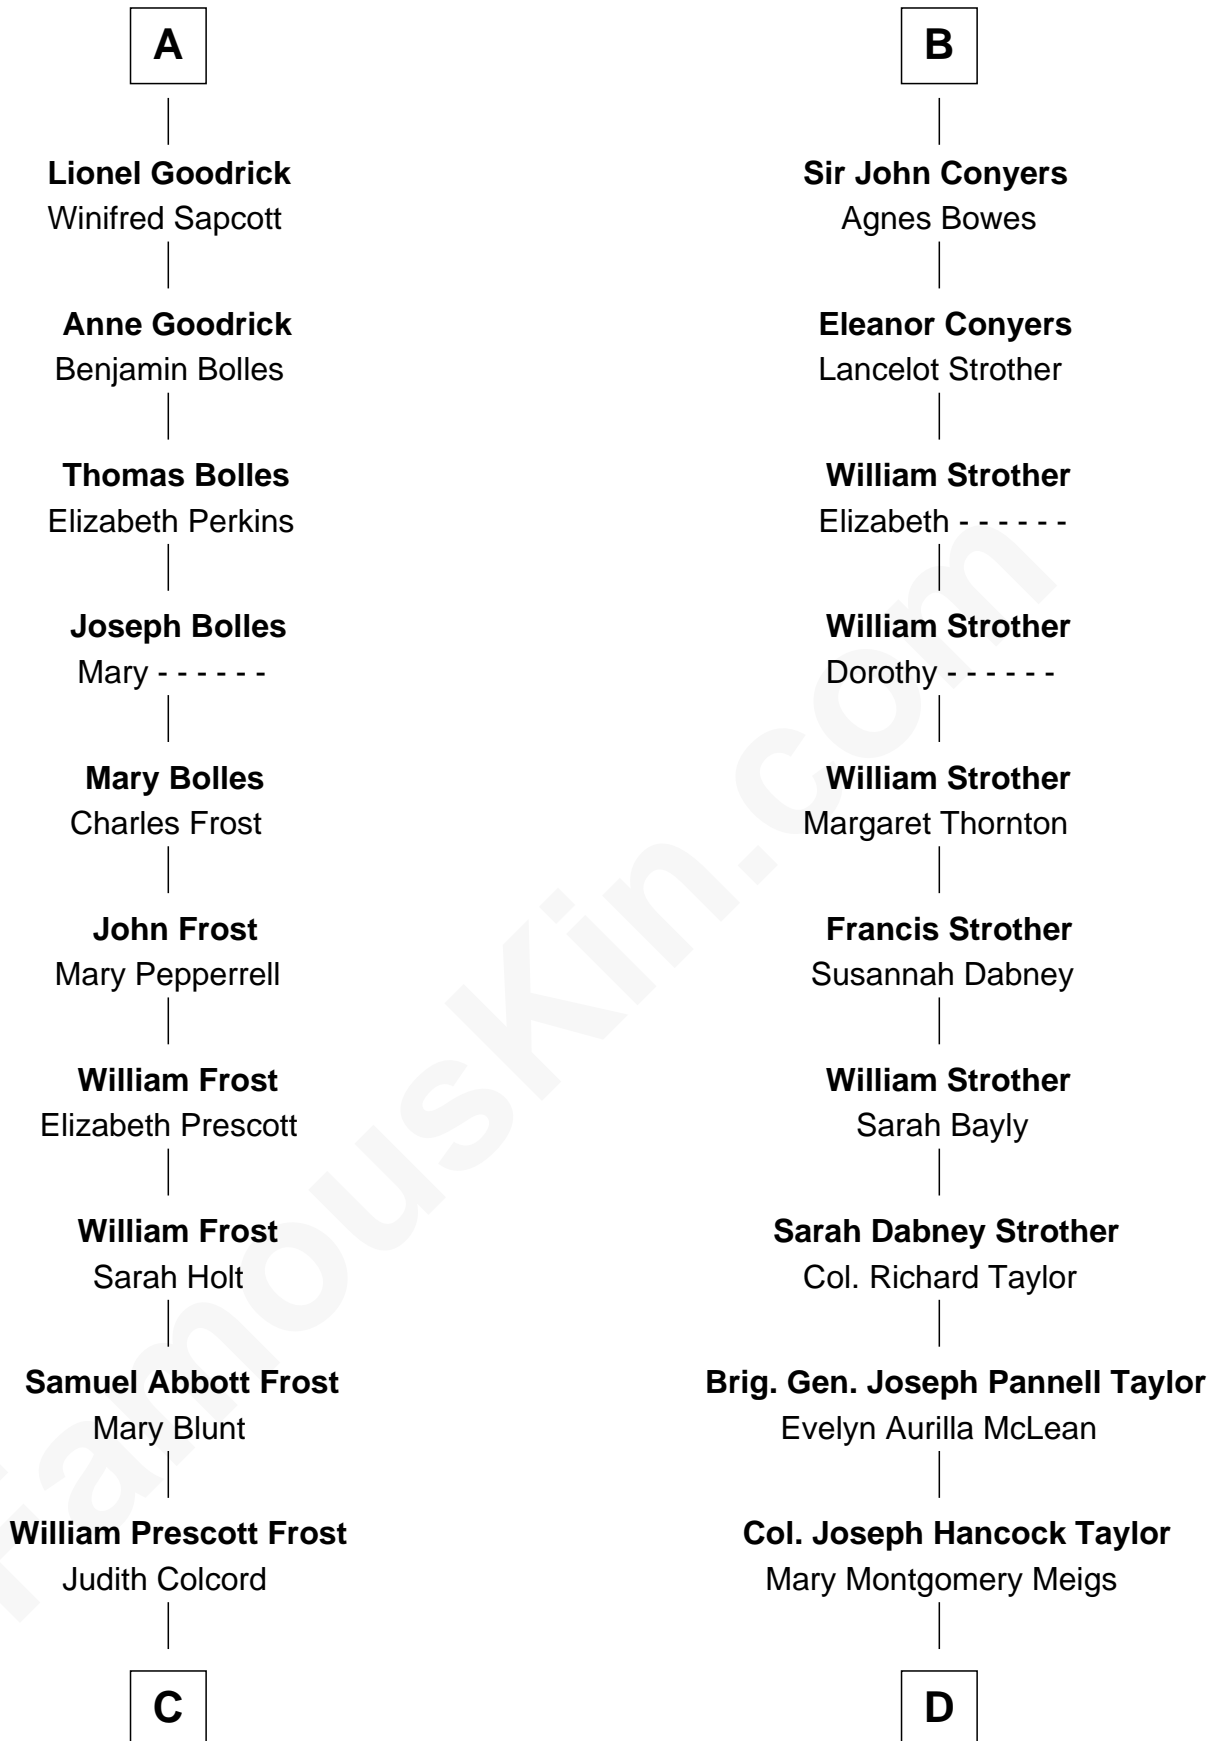 A
Lionel Goodrick
Winifred Sapcott
Anne Goodrick
Benjamin Bolles
Thomas Bolles
Elizabeth Perkins
Joseph Bolles
Mary - - - - - -
Mary Bolles
Charles Frost
John Frost
Mary Pepperrell
William Frost
Elizabeth Prescott
William Frost
Sarah Holt
Samuel Abbott Frost
Mary Blunt
William Prescott Frost
Judith Colcord
C
B
Sir John Conyers
Agnes Bowes
Eleanor Conyers
Lancelot Strother
William Strother
Elizabeth - - - - - -
William Strother
Dorothy - - - - - -
William Strother
Margaret Thornton
Francis Strother
Susannah Dabney
William Strother
Sarah Bayly
Sarah Dabney Strother
Col. Richard Taylor
Brig. Gen. Joseph Pannell Taylor
Evelyn Aurilla McLean
Col. Joseph Hancock Taylor
Mary Montgomery Meigs
D
FamousKin.com